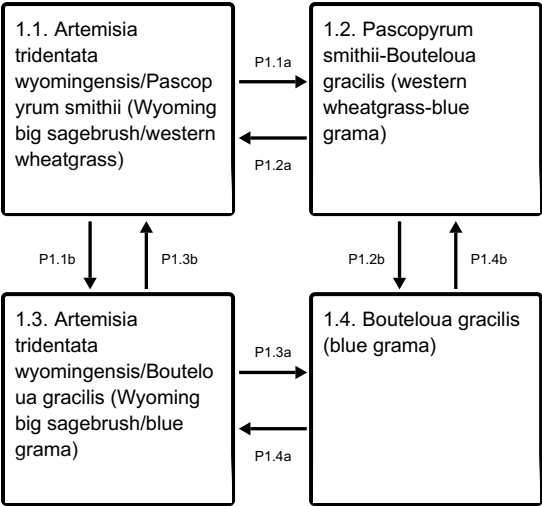 1.1. Artemisia
tridentata
wyomingensis/Pascop
yrum smithii (Wyoming
big sagebrush/western
wheatgrass)
P1.1a
P1.2a
1.2. Pascopyrum
smithii-Bouteloua
gracilis (western
wheatgrass-blue
grama)
P1.1b
P1.3b
P1.2b
P1.4b
1.3. Artemisia
tridentata
wyomingensis/Boutelo
ua gracilis (Wyoming
big sagebrush/blue
grama)
P1.3a
P1.4a
1.4. Bouteloua gracilis
(blue grama)